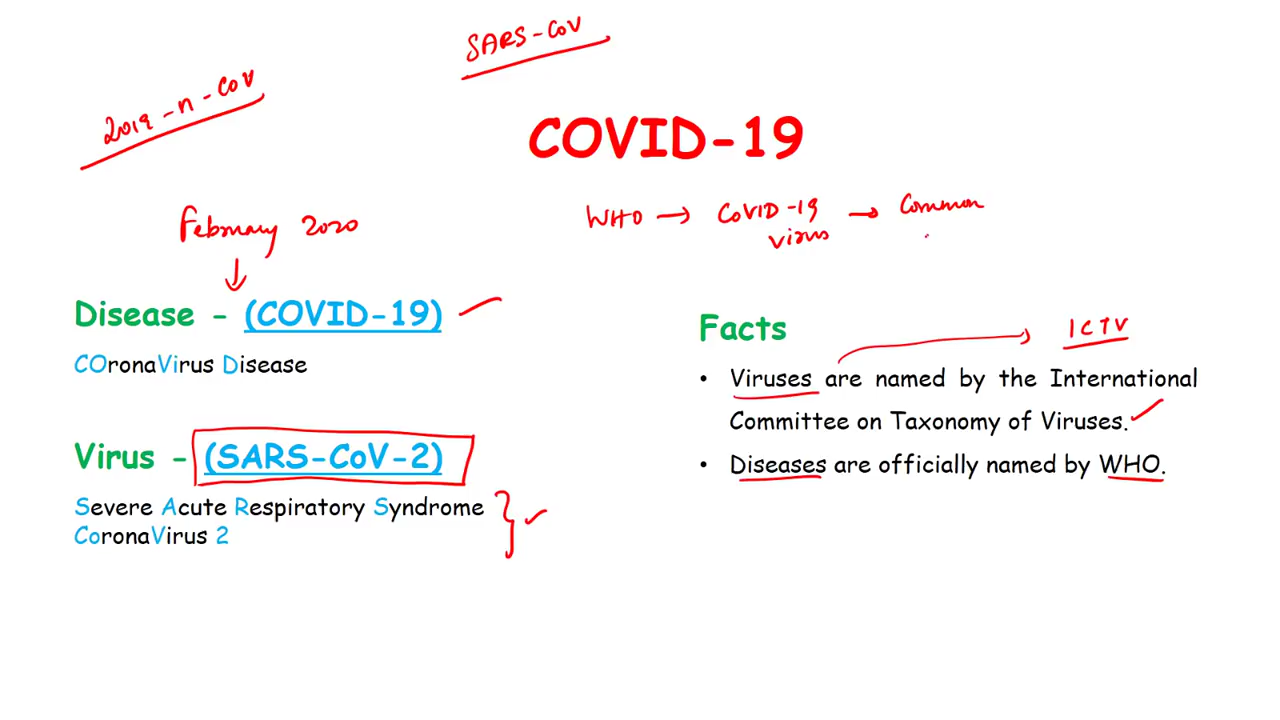 SARS-CoV
2019-n-CoV
COVID-19
February 2020
WHO → COVID-19 → Common
virus
Disease - (COVID-19)
COronaVirus Disease
Virus - (SARS-CoV-2)
Severe Acute Respiratory Syndrome
CoronaVirus 2
Facts
ICTV
• Viruses are named by the International
Committee on Taxonomy of Viruses.
• Diseases are officially named by WHO.